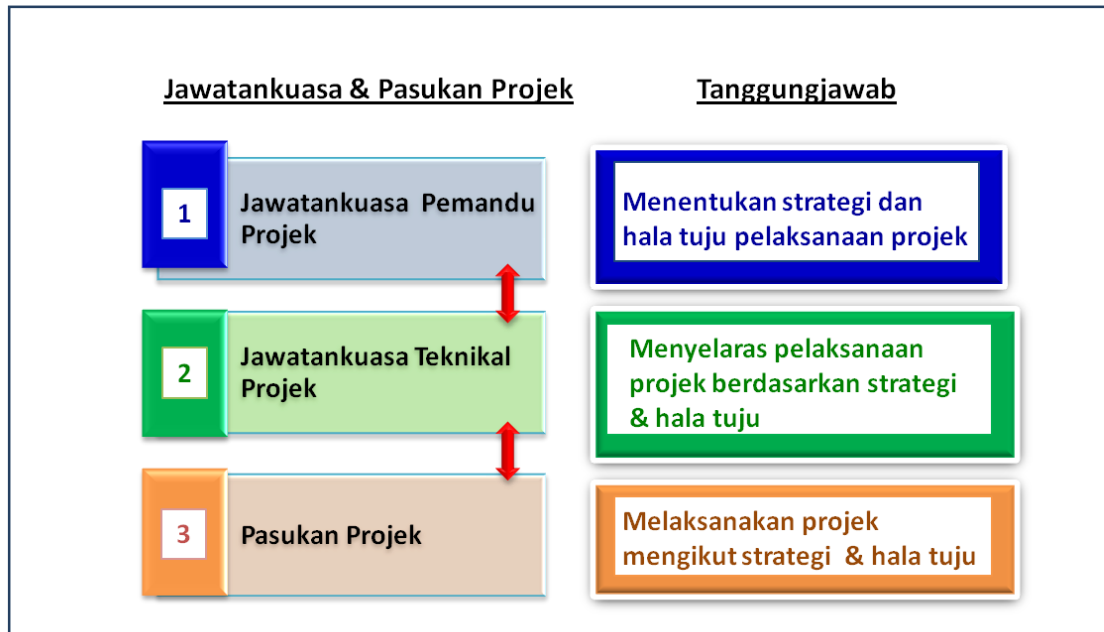 Jawatankuasa & Pasukan Projek
Tanggungjawab
1
Jawatankuasa Pemandu
Projek
Menentukan strategi dan
hala tuju pelaksanaan projek
2
Jawatankuasa Teknikal
Projek
Menyelaras pelaksanaan
projek berdasarkan strategi
& hala tuju
3
Pasukan Projek
Melaksanakan projek
mengikut strategi & hala tuju